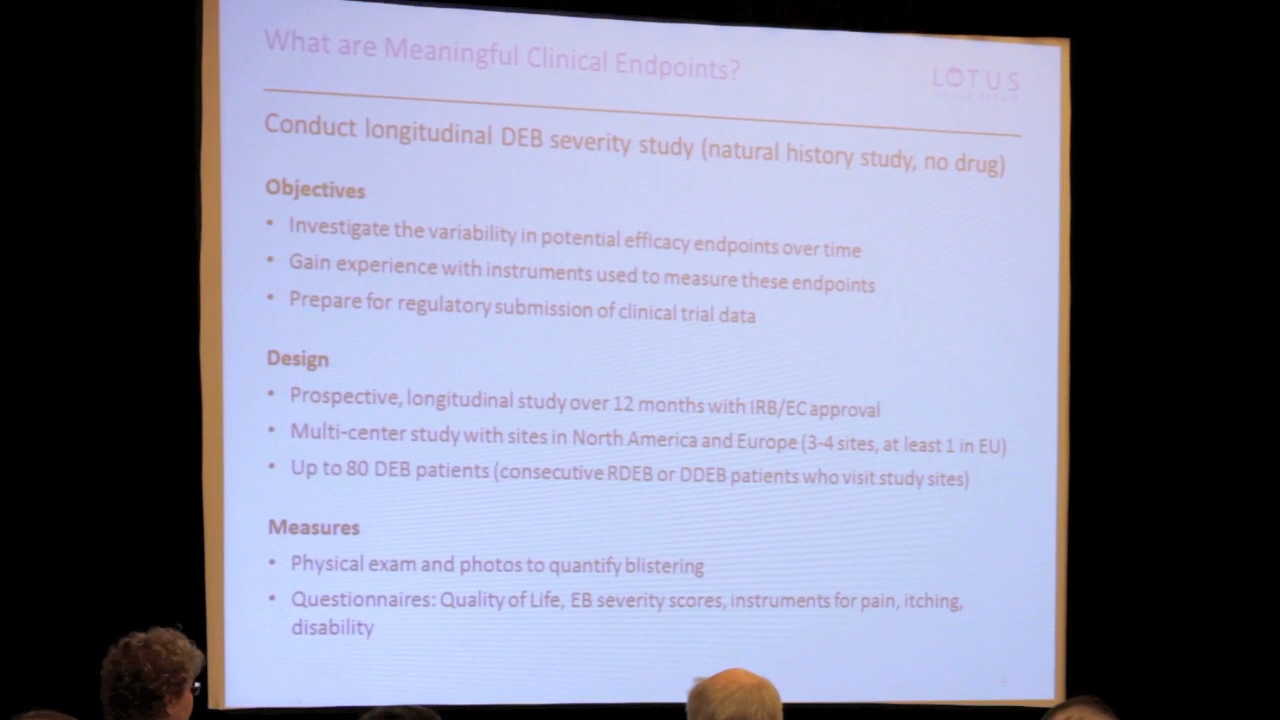 What are Meaningful Clinical Endpoints?
LOTUS
Conduct longitudinal DEB severity study (natural history study, no drug)
Objectives
• Investigate the variability in potential efficacy endpoints over time
• Gain experience with instruments used to measure these endpoints
• Prepare for regulatory submission of clinical trial data
Design
• Prospective, longitudinal study over 12 months with IRB/EC approval
• Multi-center study with sites in North America and Europe (3-4 sites, at least 1 in EU)
• Up to 80 DEB patients (consecutive RDEB or DDEB patients who visit study sites)
Measures
• Physical exam and photos to quantify blistering
• Questionnaires: Quality of Life, EB severity scores, instruments for pain, itching,
disability